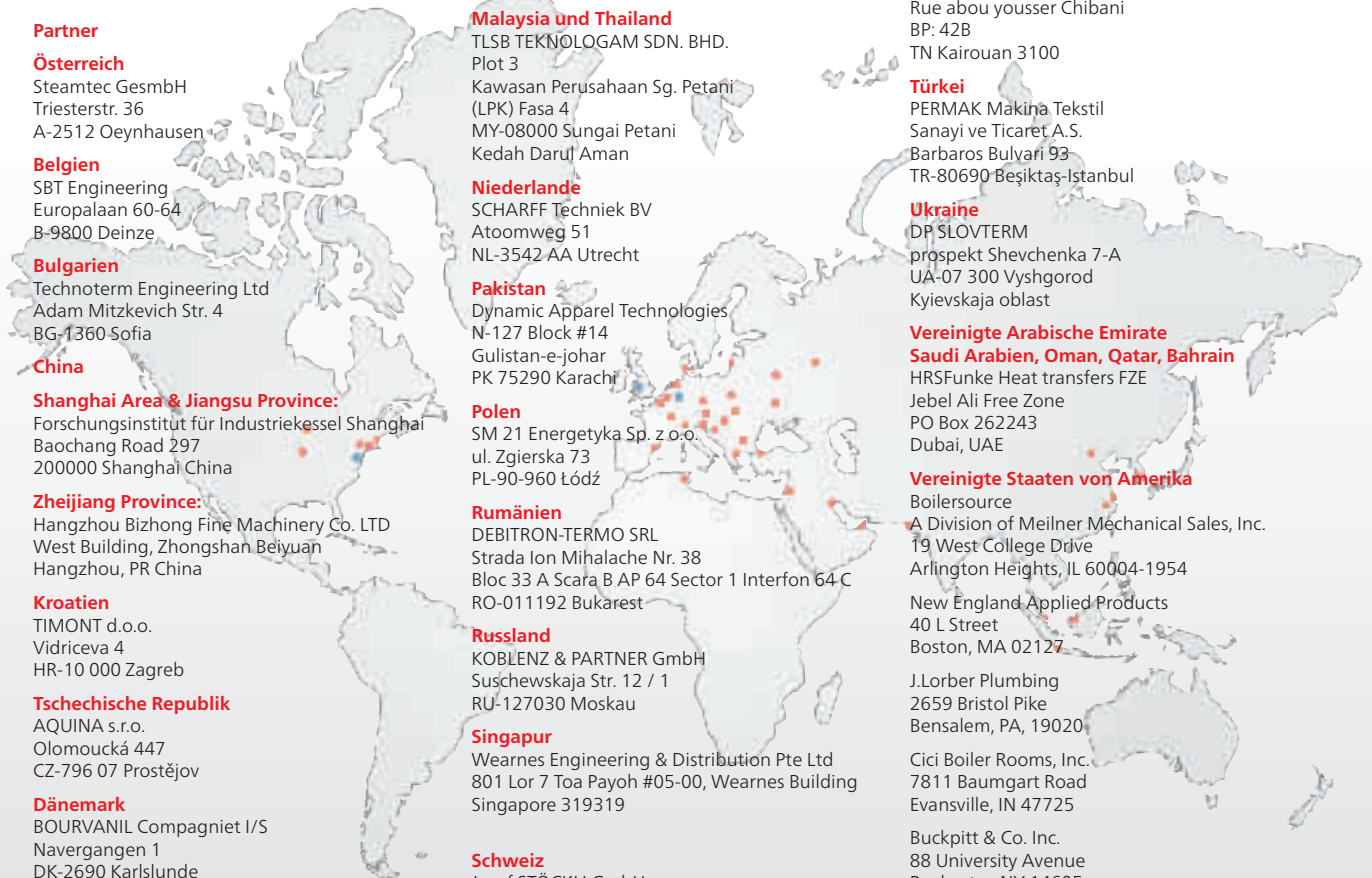 Partner
Österreich
Steamtec GesmbH
Triesterstr. 36
A-2512 Oeynhausen
Belgien
SBT Engineering
Europalaan 60-64
B-9800 Deinze
Bulgarien
Technoterm Engineering Ltd
Adam Mitzkevich Str. 4
BG-1360 Sofia
China
Shanghai Area & Jiangsu Province:
Forschungsinstitut für Industriekessel Shanghai
Baochang Road 297
200000 Shanghai China
Zheijiang Province:
Hangzhou Bizhong Fine Machinery Co. LTD
West Building, Zhongshan Beiyuan
Hangzhou, PR China
Kroatien
TIMONT d.o.o.
Vidriceva 4
HR-10 000 Zagreb
Tschechische Republik
AQUINA s.r.o.
Olomoucká 447
CZ-796 07 Prostějov
Dänemark
BOURVANIL Compagniet I/S
Navergangen 1
DK-2690 Karlslunde
Malaysia und Thailand
TLSB TEKNOLOGAM SDN. BHD.
Plot 3
Kawasan Perusahaan Sg. Petani
(LPK) Fasa 4
MY-08000 Sungai Petani
Kedah Darul Aman
Niederlande
SCHARFF Techniek BV
Atoomweg 51
NL-3542 AA Utrecht
Pakistan
Dynamic Apparel Technologies
N-127 Block #14
Gulistan-e-johar
PK 75290 Karachi
Polen
SM 21 Energetyka Sp. z o.o.
ul. Zgierska 73
PL-90-960 Łódź
Rumänien
DEBITRON-TERMO SRL
Strada Ion Mihalache Nr. 38
Bloc 33 A Scara B AP 64 Sector 1 Interfon 64 C
RO-011192 Bukarest
Russland
KOBLENZ & PARTNER GmbH
Suschewskaja Str. 12 / 1
RU-127030 Moskau
Singapur
Wearnes Engineering & Distribution Pte Ltd
801 Lor 7 Toa Payoh #05-00, Wearnes Building
Singapore 319319
Schweiz
Rue abou yousser Chibani
BP: 42B
TN Kairouan 3100
Türkei
PERMAK Makina Tekstil
Sanayi ve Ticaret A.S.
Barbaros Bulvari 93
TR-80690 Beşiktaş-Istanbul
Ukraine
DP SLOVTERM
prospekt Shevchenka 7-A
UA-07 300 Vyshgorod
Kyievskaja oblast
Vereinigte Arabische Emirate
Saudi Arabien, Oman, Qatar, Bahrain
HRSFunke Heat transfers FZE
Jebel Ali Free Zone
PO Box 262243
Dubai, UAE
Vereinigte Staaten von Amerika
Boilersource
A Division of Meilner Mechanical Sales, Inc.
19 West College Drive
Arlington Heights, IL 60004-1954
New England Applied Products
40 L Street
Boston, MA 02127
J.Lorber Plumbing
2659 Bristol Pike
Bensalem, PA, 19020
Cici Boiler Rooms, Inc.
7811 Baumgart Road
Evansville, IN 47725
Buckpitt & Co. Inc.
88 University Avenue